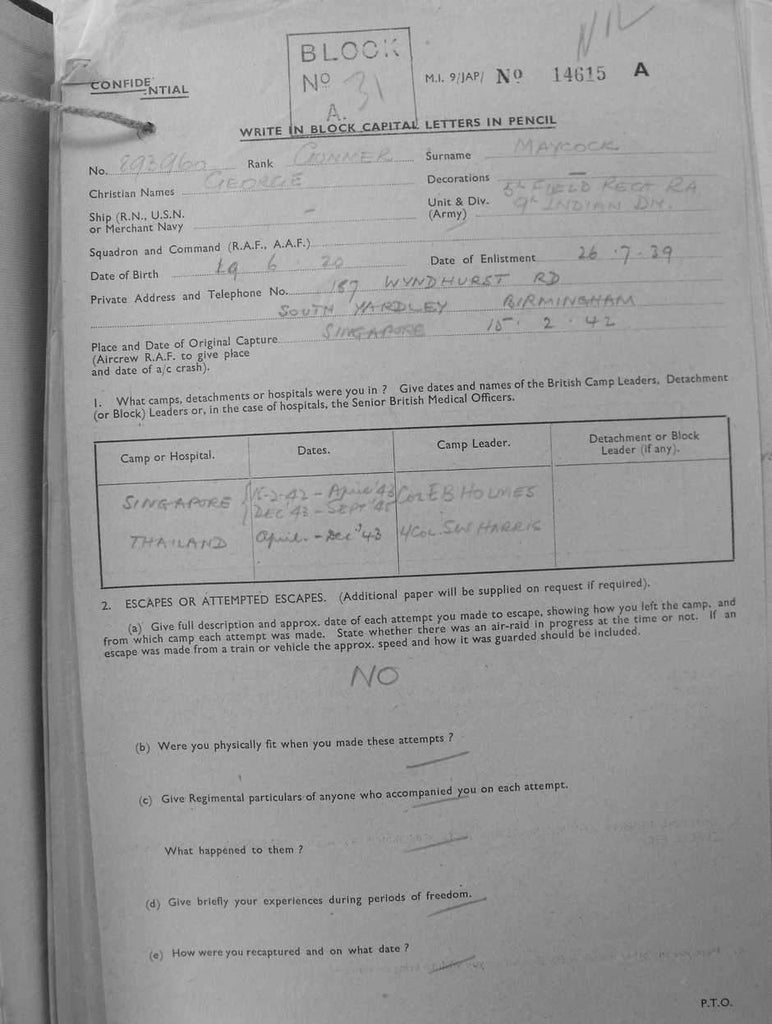 NIL
BLOCK
CONFIDE-
NTIAL
Nº 31
M.I. 9/JAP/ Nº 14615 A
A.
WRITE IN BLOCK CAPITAL LETTERS IN PENCIL
No. 893960 Rank GUNNER Surname MAYCOCK
Christian Names GEORGE Decorations —
Ship (R.N., U.S.N. or Merchant Navy — Unit & Div. (Army) 5th FIELD REGT RA
9th INDIAN DIV.
Squadron and Command (R.A.F., A.A.F.)
Date of Birth 19 6 20 Date of Enlistment 26.7.39
Private Address and Telephone No. 187 WYNDHURST RD
SOUTH YARDLEY BIRMINGHAM
Place and Date of Original Capture SINGAPORE 15. 2. 42
(Aircrew R.A.F. to give place
and date of a/c crash).
1. What camps, detachments or hospitals were you in ? Give dates and names of the British Camp Leaders, Detachment
(or Block) Leaders or, in the case of hospitals, the Senior British Medical Officers.
Camp or Hospital. Dates. Camp Leader. Detachment or Block Leader (if any).
SINGAPORE 15-2-42 - April '43 Col EB HOLMES
DEC '43 - SEPT '45
THAILAND April - Dec '43 Col. SW HARRIS
2. ESCAPES OR ATTEMPTED ESCAPES. (Additional paper will be supplied on request if required).
(a) Give full description and approx. date of each attempt you made to escape, showing how you left the camp, and
from which camp each attempt was made. State whether there was an air-raid in progress at the time or not. If an
escape was made from a train or vehicle the approx. speed and how it was guarded should be included.
NO
(b) Were you physically fit when you made these attempts ?
(c) Give Regimental particulars of anyone who accompanied you on each attempt.
What happened to them ?
(d) Give briefly your experiences during periods of freedom.
(e) How were you recaptured and on what date ?
P.T.O.